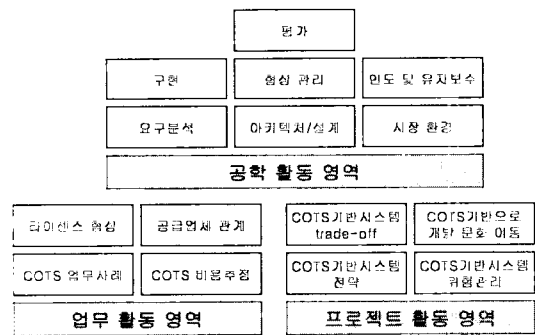 평가
구현
형상 관리
인도 및 유지보수
요구분석
아키텍처/설계
시장 환경
공학 활동 영역
라이센스 협상
공급업체 관계
COTS 업무사례
COTS 비용추정
업무 활동 영역
COTS기반시스템
trade-off
COTS기반으로
개발 문화 이동
COTS기반시스템
전략
COTS기반시스템
위험관리
프로젝트 활동 영역